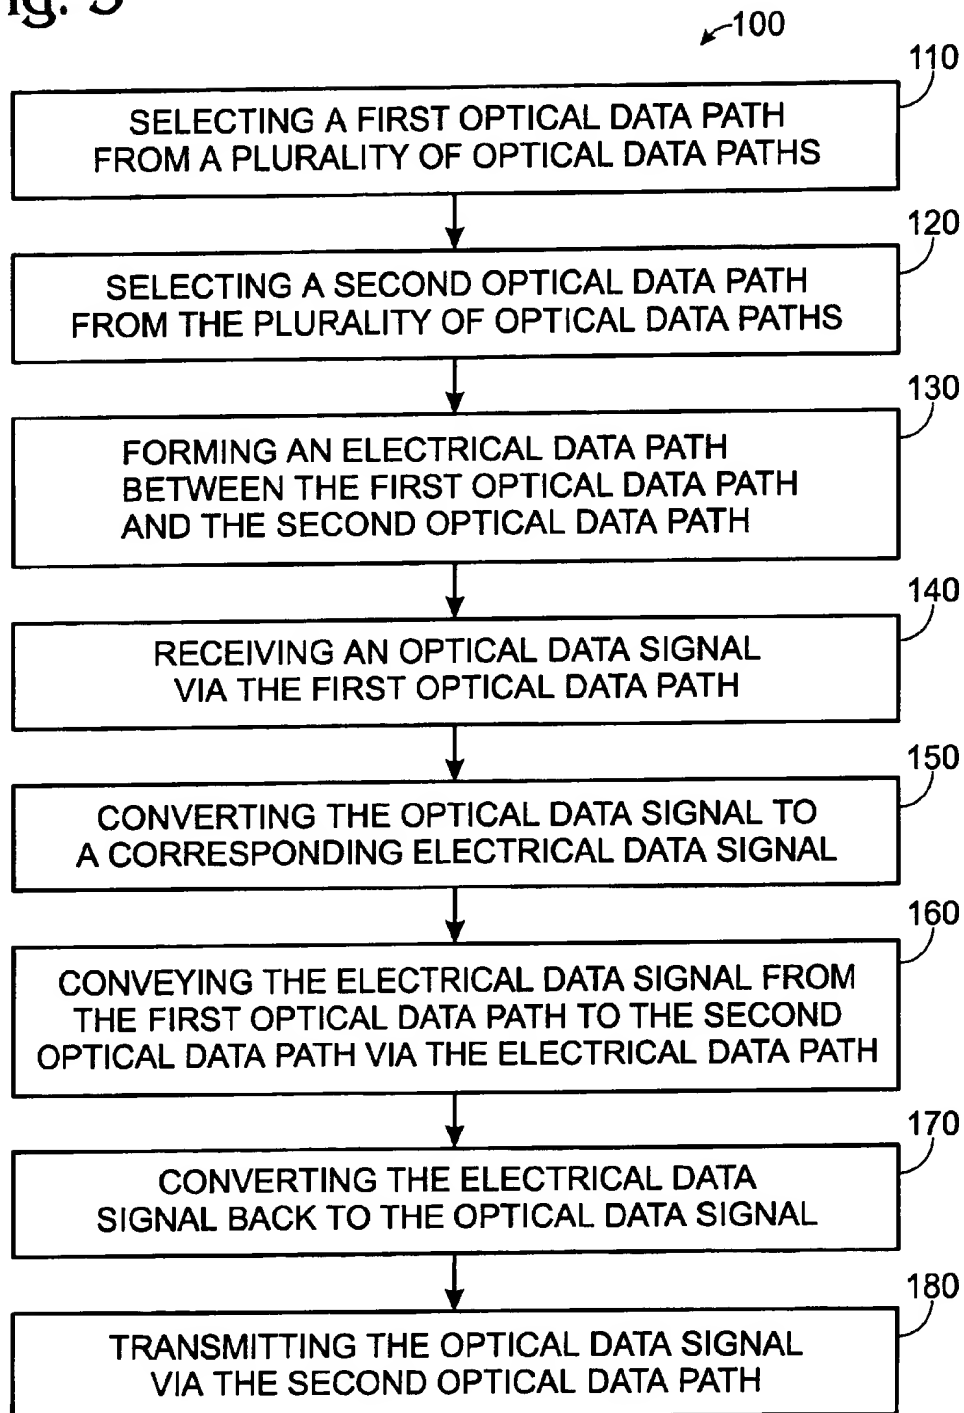 100
110
SELECTING A FIRST OPTICAL DATA PATH
FROM A PLURALITY OF OPTICAL DATA PATHS
120
SELECTING A SECOND OPTICAL DATA PATH
FROM THE PLURALITY OF OPTICAL DATA PATHS
130
FORMING AN ELECTRICAL DATA PATH
BETWEEN THE FIRST OPTICAL DATA PATH
AND THE SECOND OPTICAL DATA PATH
140
RECEIVING AN OPTICAL DATA SIGNAL
VIA THE FIRST OPTICAL DATA PATH
150
CONVERTING THE OPTICAL DATA SIGNAL TO
A CORRESPONDING ELECTRICAL DATA SIGNAL
160
CONVEYING THE ELECTRICAL DATA SIGNAL FROM
THE FIRST OPTICAL DATA PATH TO THE SECOND
OPTICAL DATA PATH VIA THE ELECTRICAL DATA PATH
170
CONVERTING THE ELECTRICAL DATA
SIGNAL BACK TO THE OPTICAL DATA SIGNAL
180
TRANSMITTING THE OPTICAL DATA SIGNAL
VIA THE SECOND OPTICAL DATA PATH